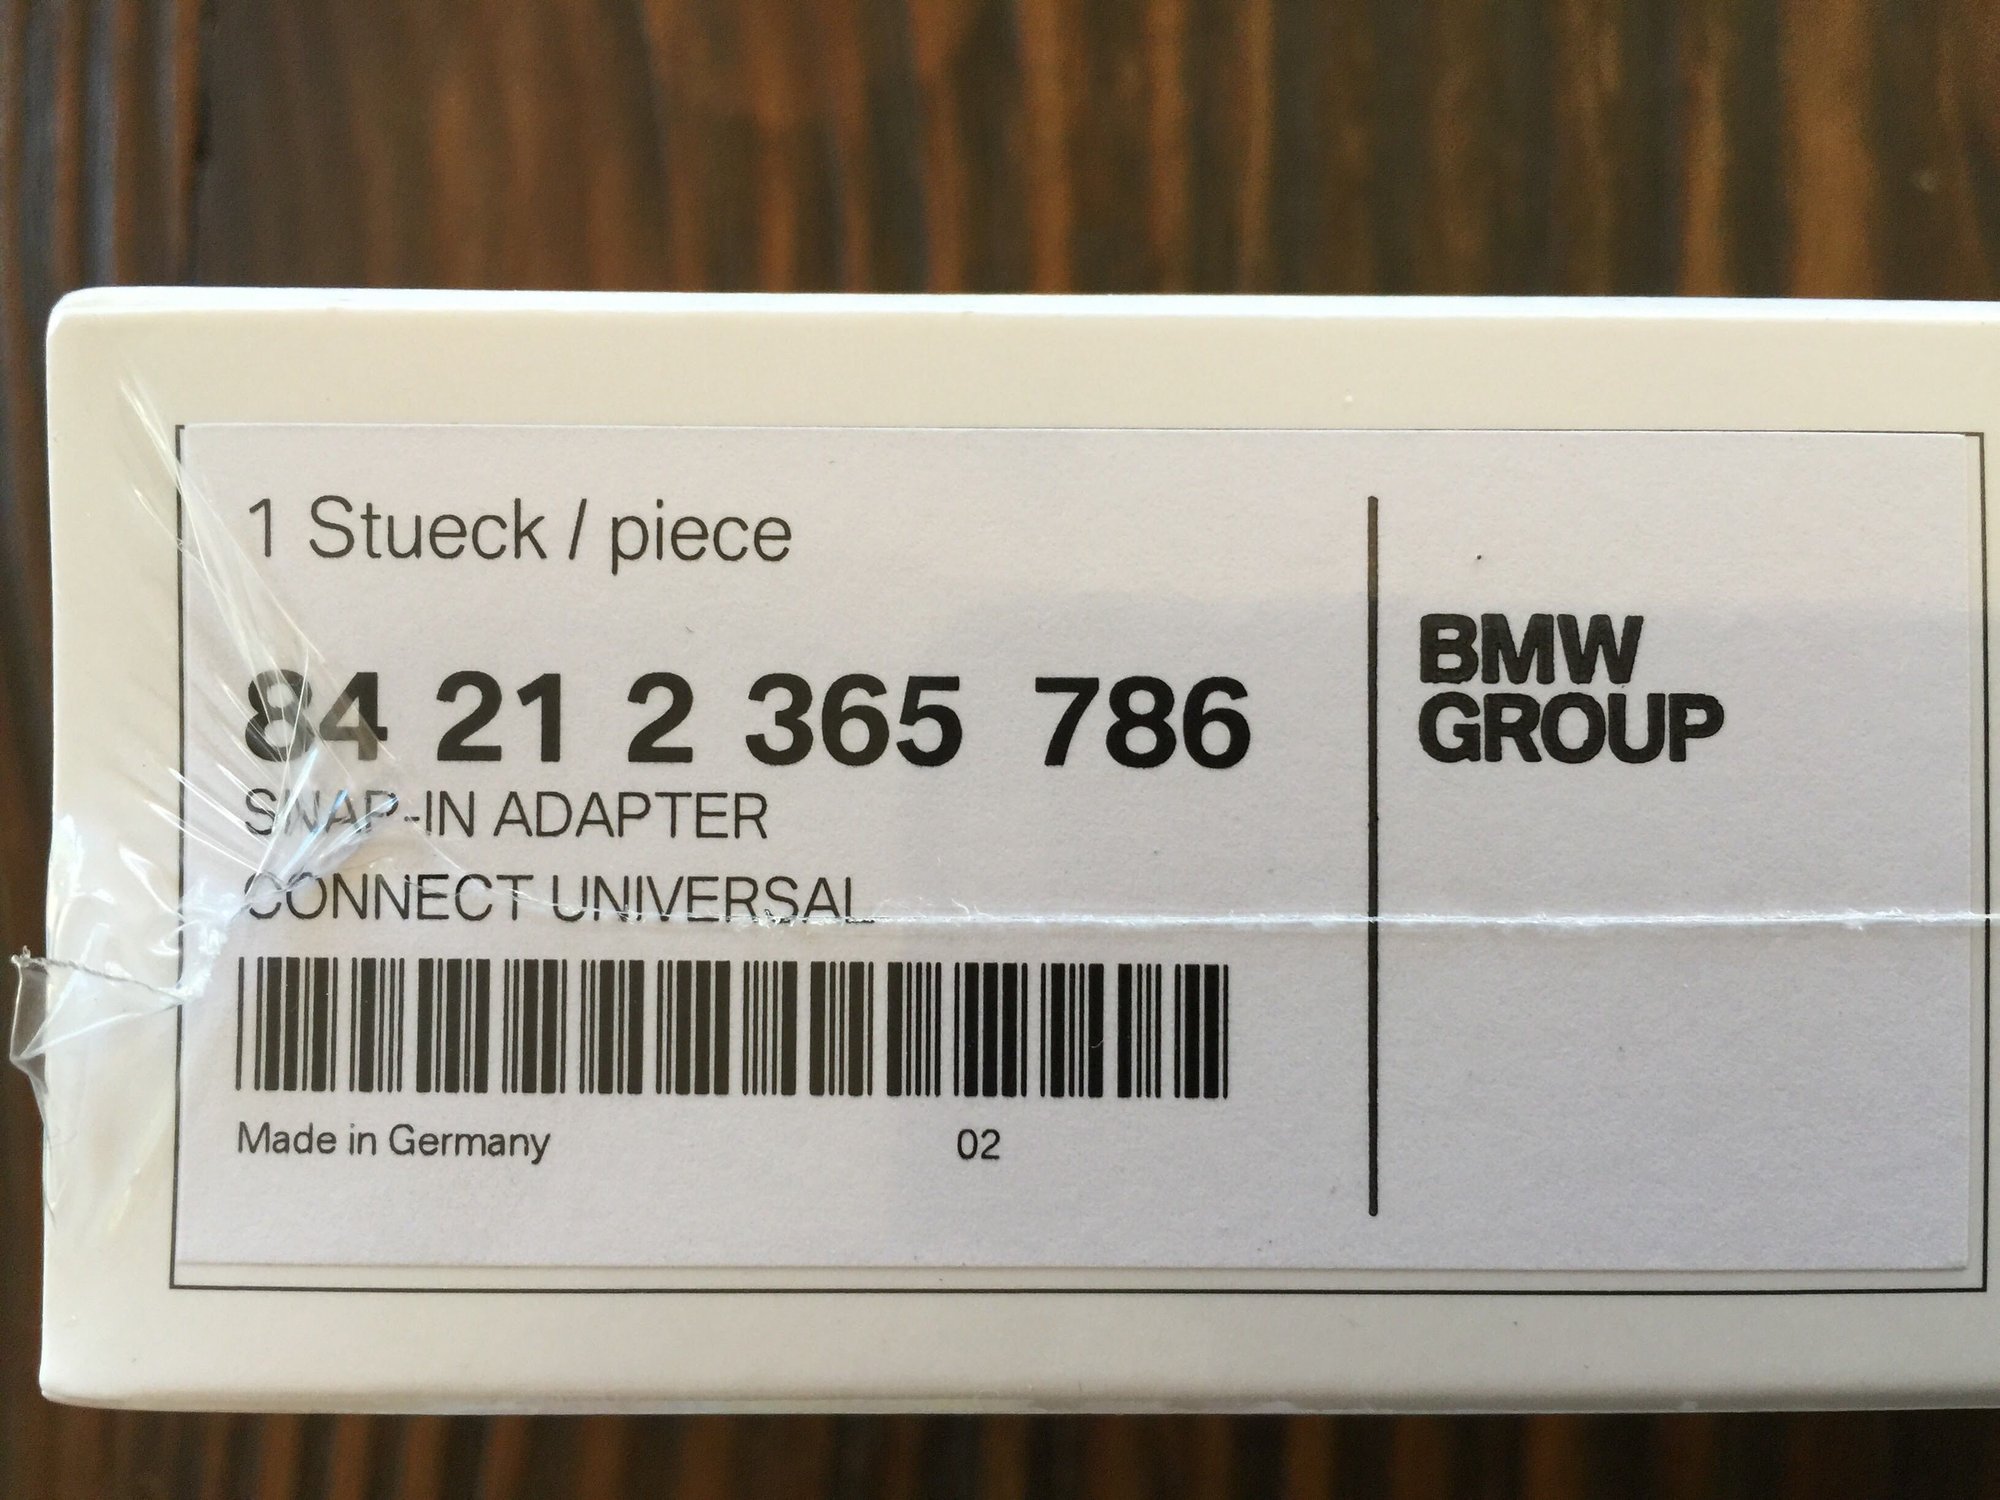 1 Stueck / piece
84 21 2 365 786
SNAP-IN ADAPTER
CONNECT UNIVERSAL
Made in Germany 02
BMW
GROUP